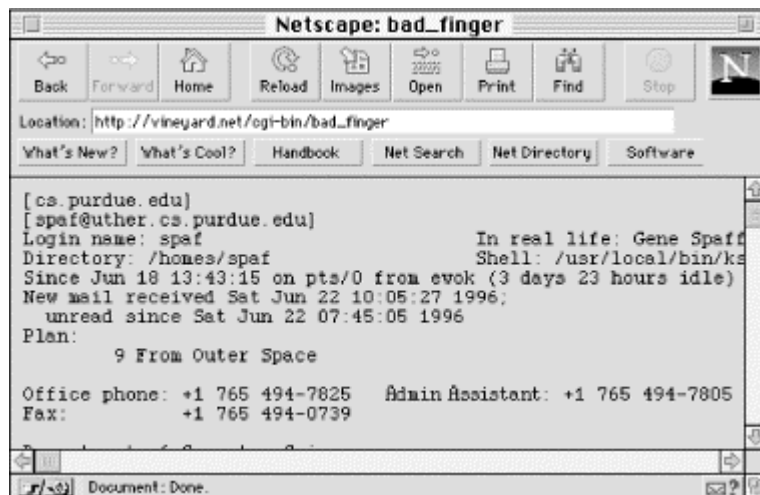 Netscape: bad_finger
Back Forward Home Reload Images Open Print Find Stop N
Location: http://vineyard.net/cgi-bin/bad_finger
What's New? What's Cool? Handbook Net Search Net Directory Software
[cs.purdue.edu]
[spaf@uther.cs.purdue.edu]
Login name: spaf In real life: Gene Spaff
Directory: /homes/spaf Shell: /usr/local/bin/ks
Since Jun 18 13:43:15 on pts/0 from ewok (3 days 23 hours idle)
New mail received Sat Jun 22 10:05:27 1996;
unread since Sat Jun 22 07:45:05 1996
Plan:
9 From Outer Space
Office phone: +1 765 494-7825 Admin Assistant: +1 765 494-7805
Fax: +1 765 494-0739
Document: Done.